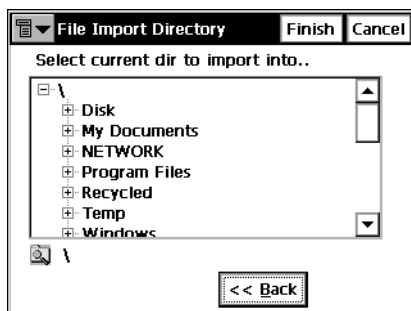 File Import Directory Finish Cancel
Select current dir to import into..
\
Disk
My Documents
NETWORK
Program Files
Recycled
Temp
Windows
\
<< Back